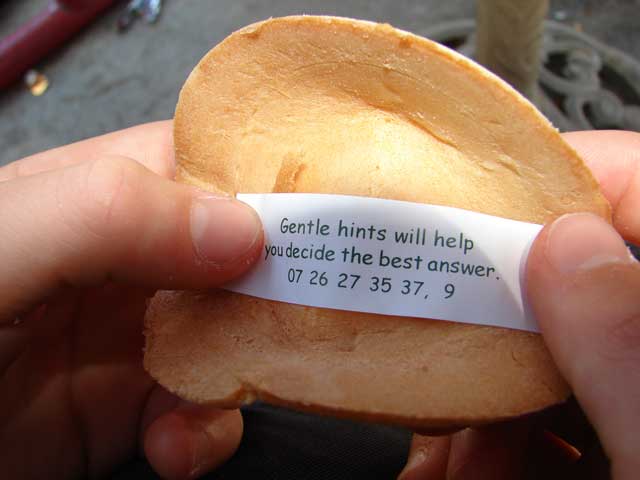 Gentle hints will help
you decide the best answer.
07 26 27 35 37, 9